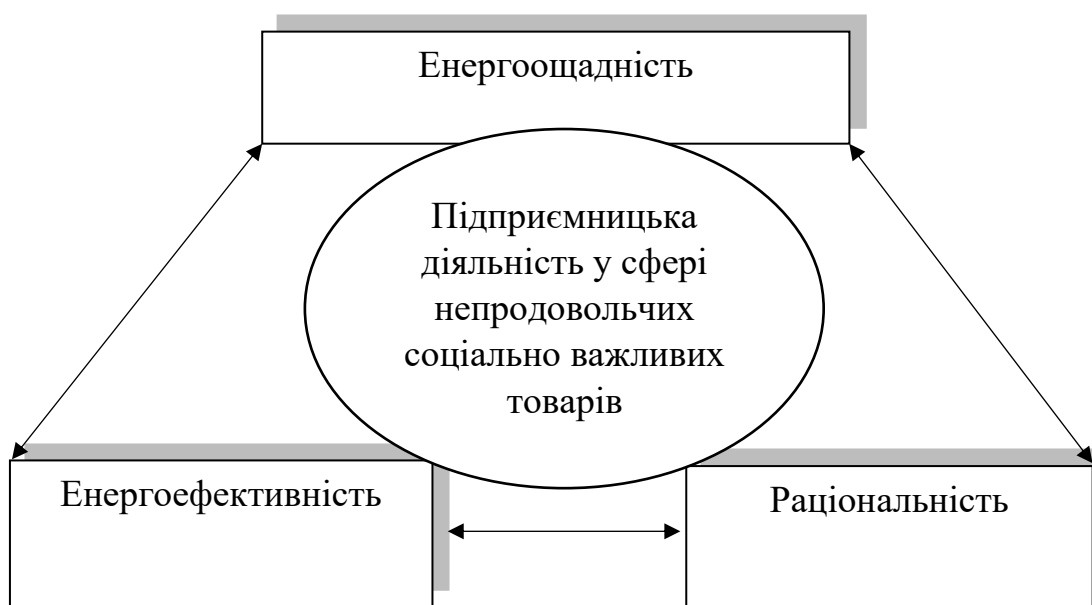 Енергоощадність
Підприємницька
діяльність у сфері
непродовольчих
соціально важливих
товарів
Енергоефективність
Раціональність